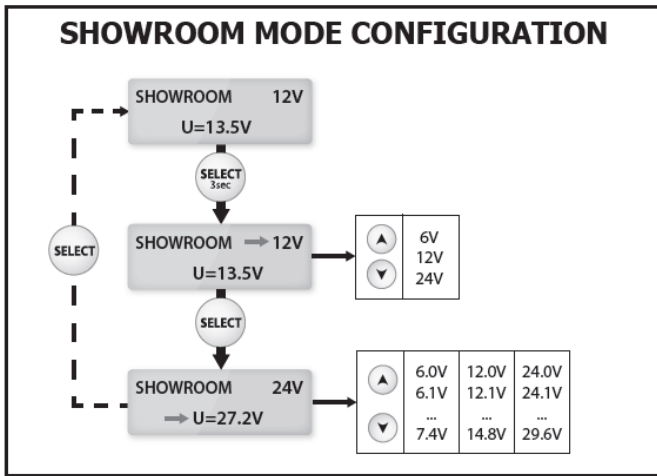 SHOWROOM MODE CONFIGURATION
SHOWROOM 12V
U=13.5V
SELECT
3sec
SELECT
SHOWROOM 12V
U=13.5V
6V
12V
24V
SELECT
SHOWROOM 24V
U=27.2V
6.0V 12.0V 24.0V
6.1V 12.1V 24.1V
... ... ...
7.4V 14.8V 29.6V